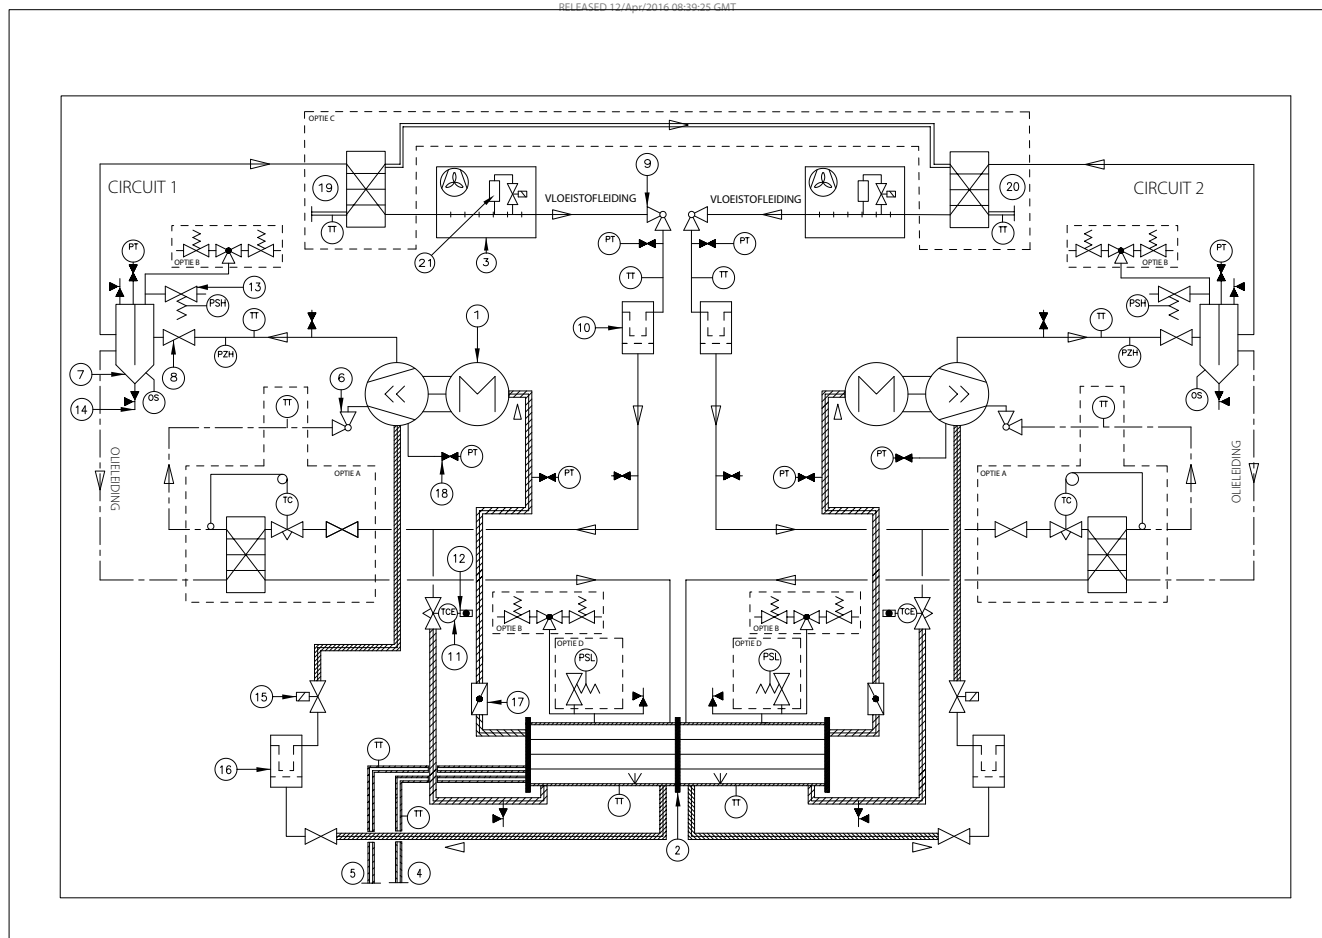 RELEASED 12/Apr/2016 08:39:25 GMT
OPTIE C
CIRCUIT 1
19
TT
VLOEISTOFLEIDING
9
VLOEISTOFLEIDING
20
TT
CIRCUIT 2
21
3
PT
PT
TT
TT
PT
OPTIE B
13
PSH
TT
PZH
8
7
14
OS
10
1
6
OPTIE B
PT
PSH
TT
PZH
OS
TT
OLIELEIDING
OPTIE A
TC
PT
18
PT
PT
PT
TT
OPTIE A
TC
OLIELEIDING
12
TCE
11
OPTIE B
OPTIE D
PSL
OPTIE B
OPTIE D
PSL
TCE
15
17
16
TT
TT
TT
TT
2
5
4